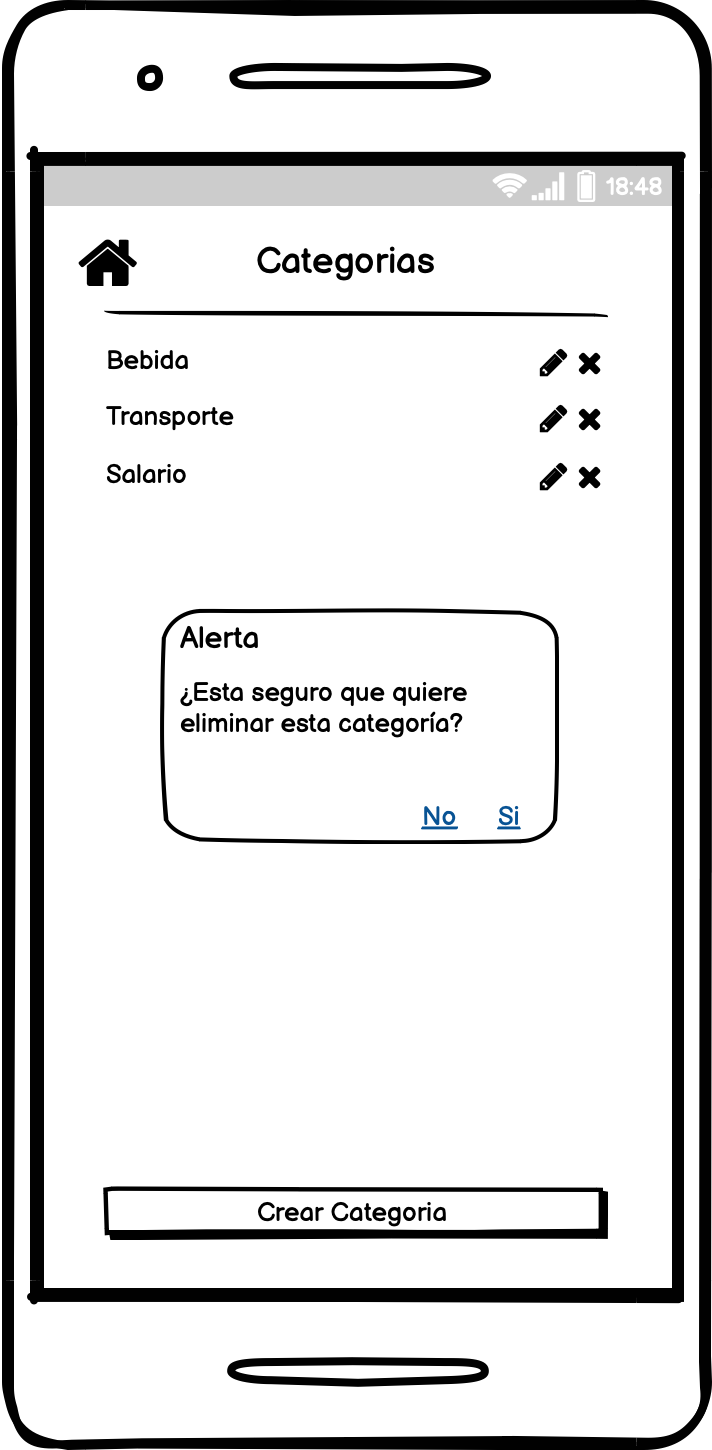 18:48
Categorias
Bebida
Transporte
Salario
Alerta
¿Esta seguro que quiere
eliminar esta categoría?
No Si
Crear Categoria